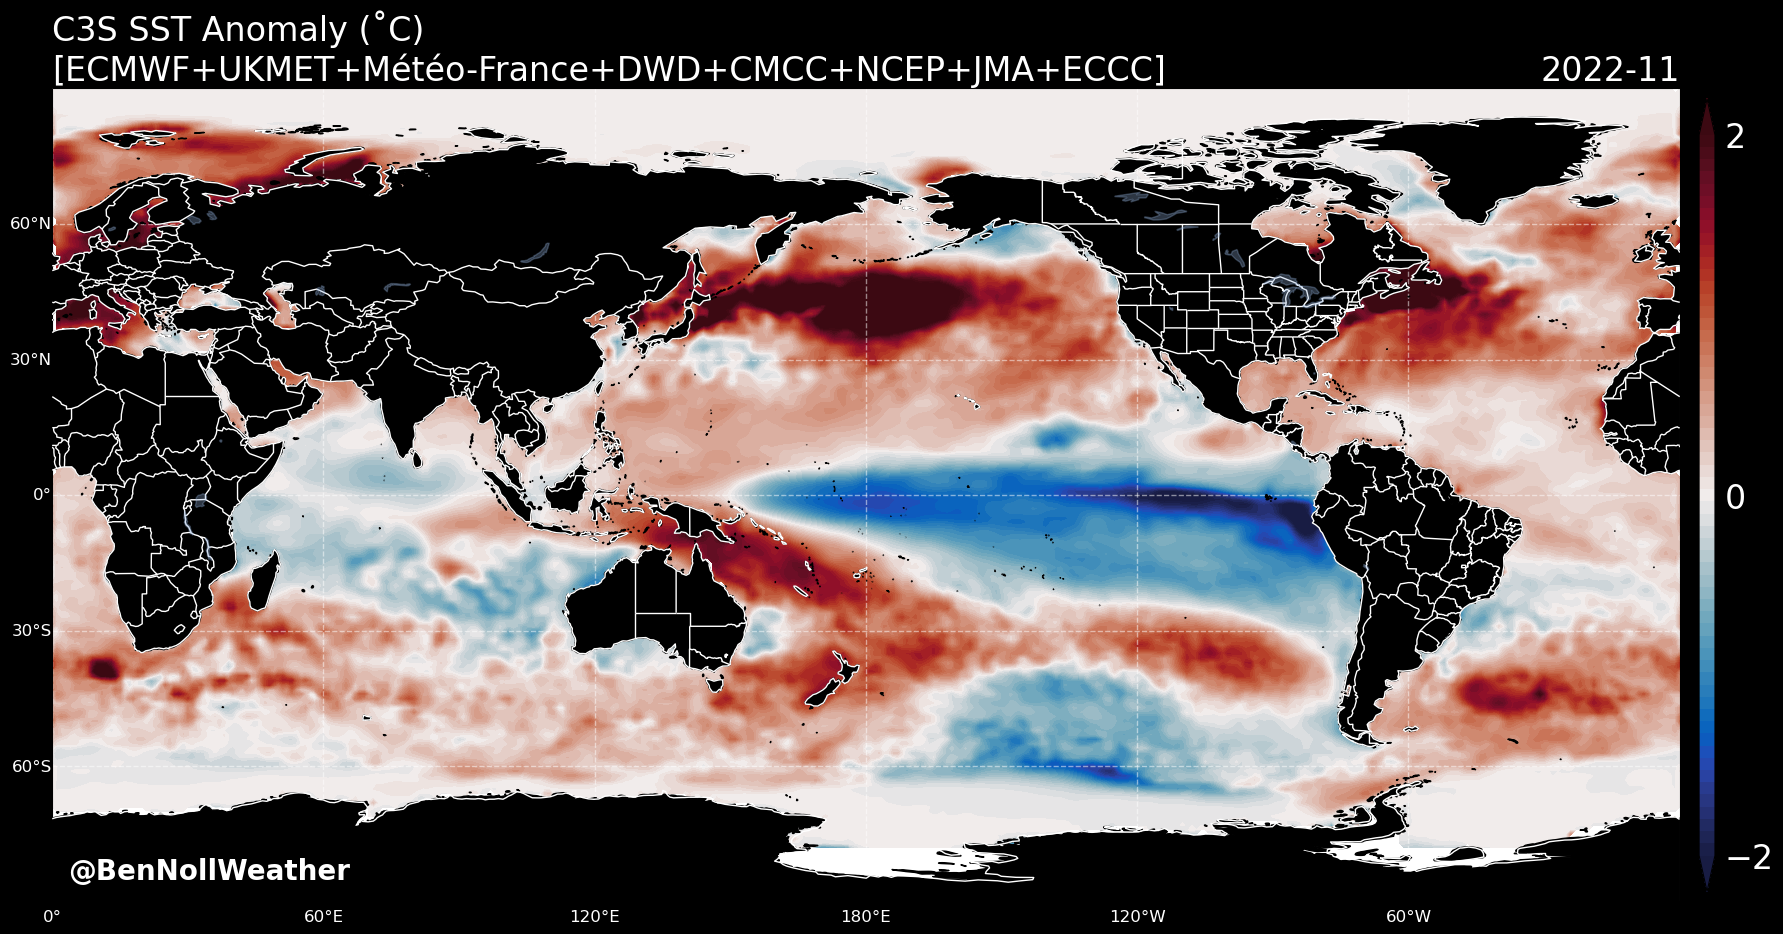 C3S SST Anomaly (˚C)
[ECMWF+UKMET+Météo-France+DWD+CMCC+NCEP+JMA+ECCC]
2022-11
2
60°N
30°N
0°
0
30°S
60°S
−2
@BenNollWeather
0°
60°E
120°E
180°E
120°W
60°W